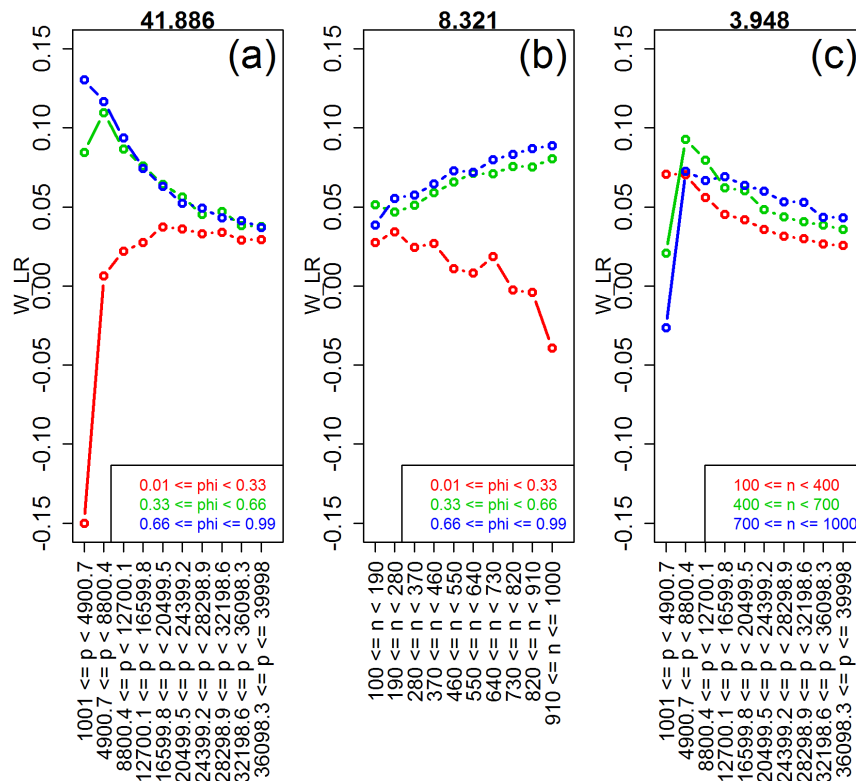 41.886
(a)
W_LR
0.15
0.10
0.05
0.00
-0.05
-0.10
-0.15
0.01 <= phi < 0.33
0.33 <= phi < 0.66
0.66 <= phi <= 0.99
1001 <= p < 4900.7
4900.7 <= p < 8800.4
8800.4 <= p < 12700.1
12700.1 <= p < 16599.8
16599.8 <= p < 20499.5
20499.5 <= p < 24399.2
24399.2 <= p < 28298.9
28298.9 <= p < 32198.6
32198.6 <= p < 36098.3
36098.3 <= p <= 39998
8.321
(b)
W_LR
0.15
0.10
0.05
0.00
-0.05
-0.10
-0.15
0.01 <= phi < 0.33
0.33 <= phi < 0.66
0.66 <= phi <= 0.99
100 <= n < 190
190 <= n < 280
280 <= n < 370
370 <= n < 460
460 <= n < 550
550 <= n < 640
640 <= n < 730
730 <= n < 820
820 <= n < 910
910 <= n <= 1000
3.948
(c)
W_LR
0.15
0.10
0.05
0.00
-0.05
-0.10
-0.15
100 <= n < 400
400 <= n < 700
700 <= n <= 1000
1001 <= p < 4900.7
4900.7 <= p < 8800.4
8800.4 <= p < 12700.1
12700.1 <= p < 16599.8
16599.8 <= p < 20499.5
20499.5 <= p < 24399.2
24399.2 <= p < 28298.9
28298.9 <= p < 32198.6
32198.6 <= p < 36098.3
36098.3 <= p <= 39998